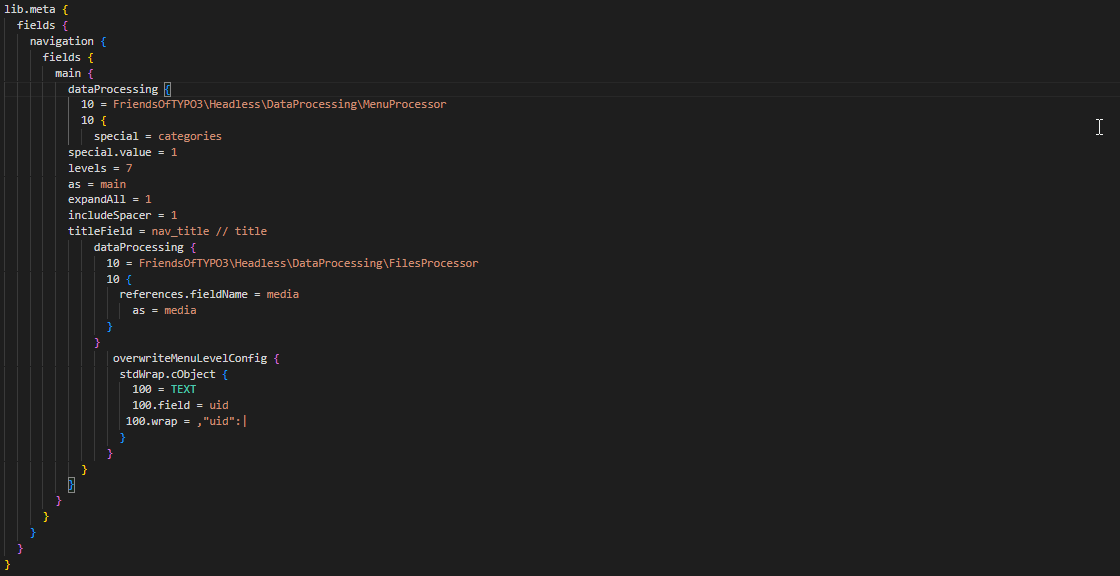 lib.meta {
fields {
navigation {
fields {
main {
dataProcessing {
10 = FriendsOfTYPO3\Headless\DataProcessing\MenuProcessor
10 {
special = categories
special.value = 1
levels = 7
as = main
expandAll = 1
includeSpacer = 1
titleField = nav_title // title
dataProcessing {
10 = FriendsOfTYPO3\Headless\DataProcessing\FilesProcessor
10 {
references.fieldName = media
as = media
}
}
overwriteMenuLevelConfig {
stdWrap.cObject {
100 = TEXT
100.field = uid
100.wrap = ,"uid":|
}
}
}
}
}
}
}
}
}